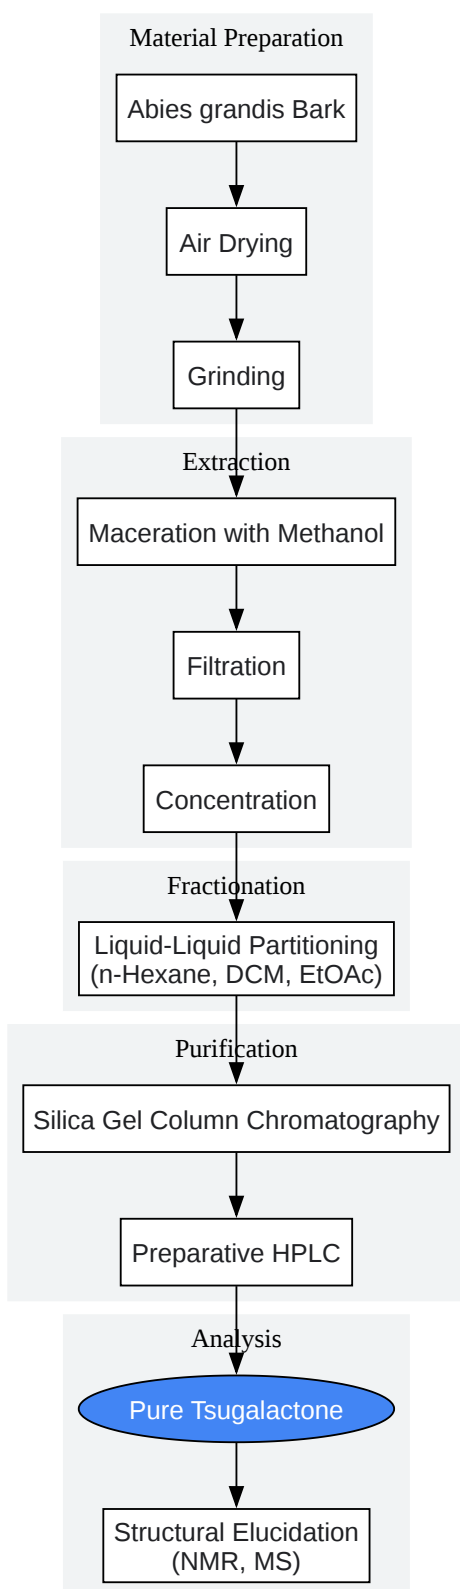 Material Preparation
Abies grandis Bark
Air Drying
Grinding
Extraction
Maceration with Methanol
Filtration
Concentration
Fractionation
Liquid-Liquid Partitioning
(n-Hexane, DCM, EtOAc)
Purification
Silica Gel Column Chromatography
Preparative HPLC
Analysis
Pure Tsugalactone
Structural Elucidation
(NMR, MS)